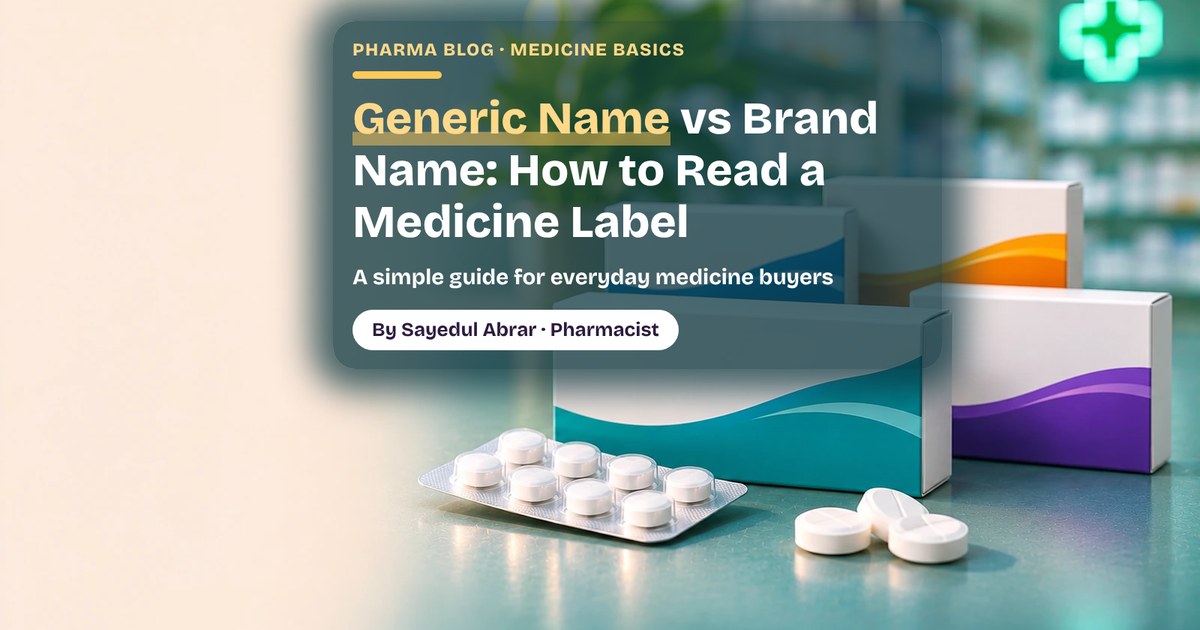 PHARMA BLOG · MEDICINE BASICS
Generic Name vs Brand
Name: How to Read a
Medicine Label
A simple guide for everyday medicine buyers
By Sayedul Abrar · Pharmacist